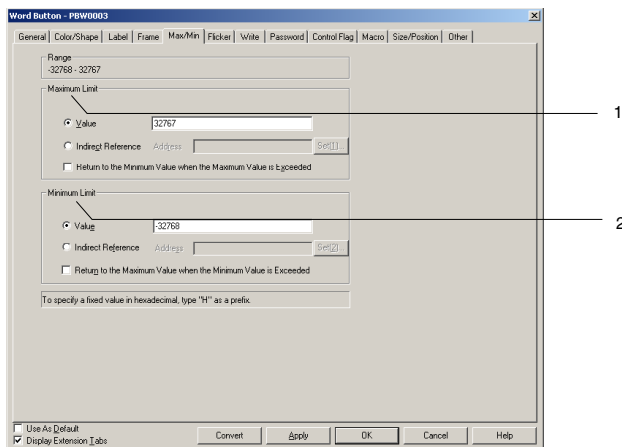 Word Button - PBW0003
General Color/Shape Label Frame Max/Min Flicker Write Password Control Flag Macro Size/Position Other
Range
-32768 - 32767
Maximum Limit
1
Value 32767
Indirect Reference Address Set[1]...
Return to the Minimum Value when the Maximum Value is Exceeded
Minimum Limit
2
Value -32768
Indirect Reference Address Set[2]...
Return to the Maximum Value when the Minimum Value is Exceeded
To specify a fixed value in hexadecimal, type "H" as a prefix.
Use As Default
Display Extension Tabs
Convert Apply OK Cancel Help